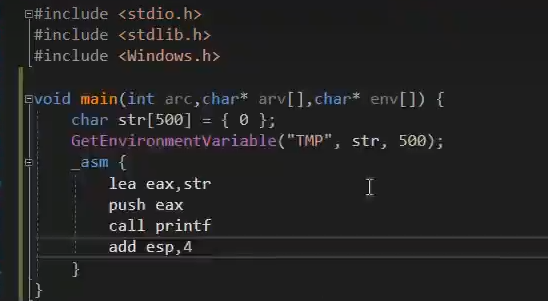 #include <stdio.h>
#include <stdlib.h>
#include <Windows.h>
void main(int arc,char* arv[],char* env[]) {
char str[500] = { 0 };
GetEnvironmentVariable("TMP", str, 500);
_asm {
lea eax,str
push eax
call printf
add esp,4
}
}